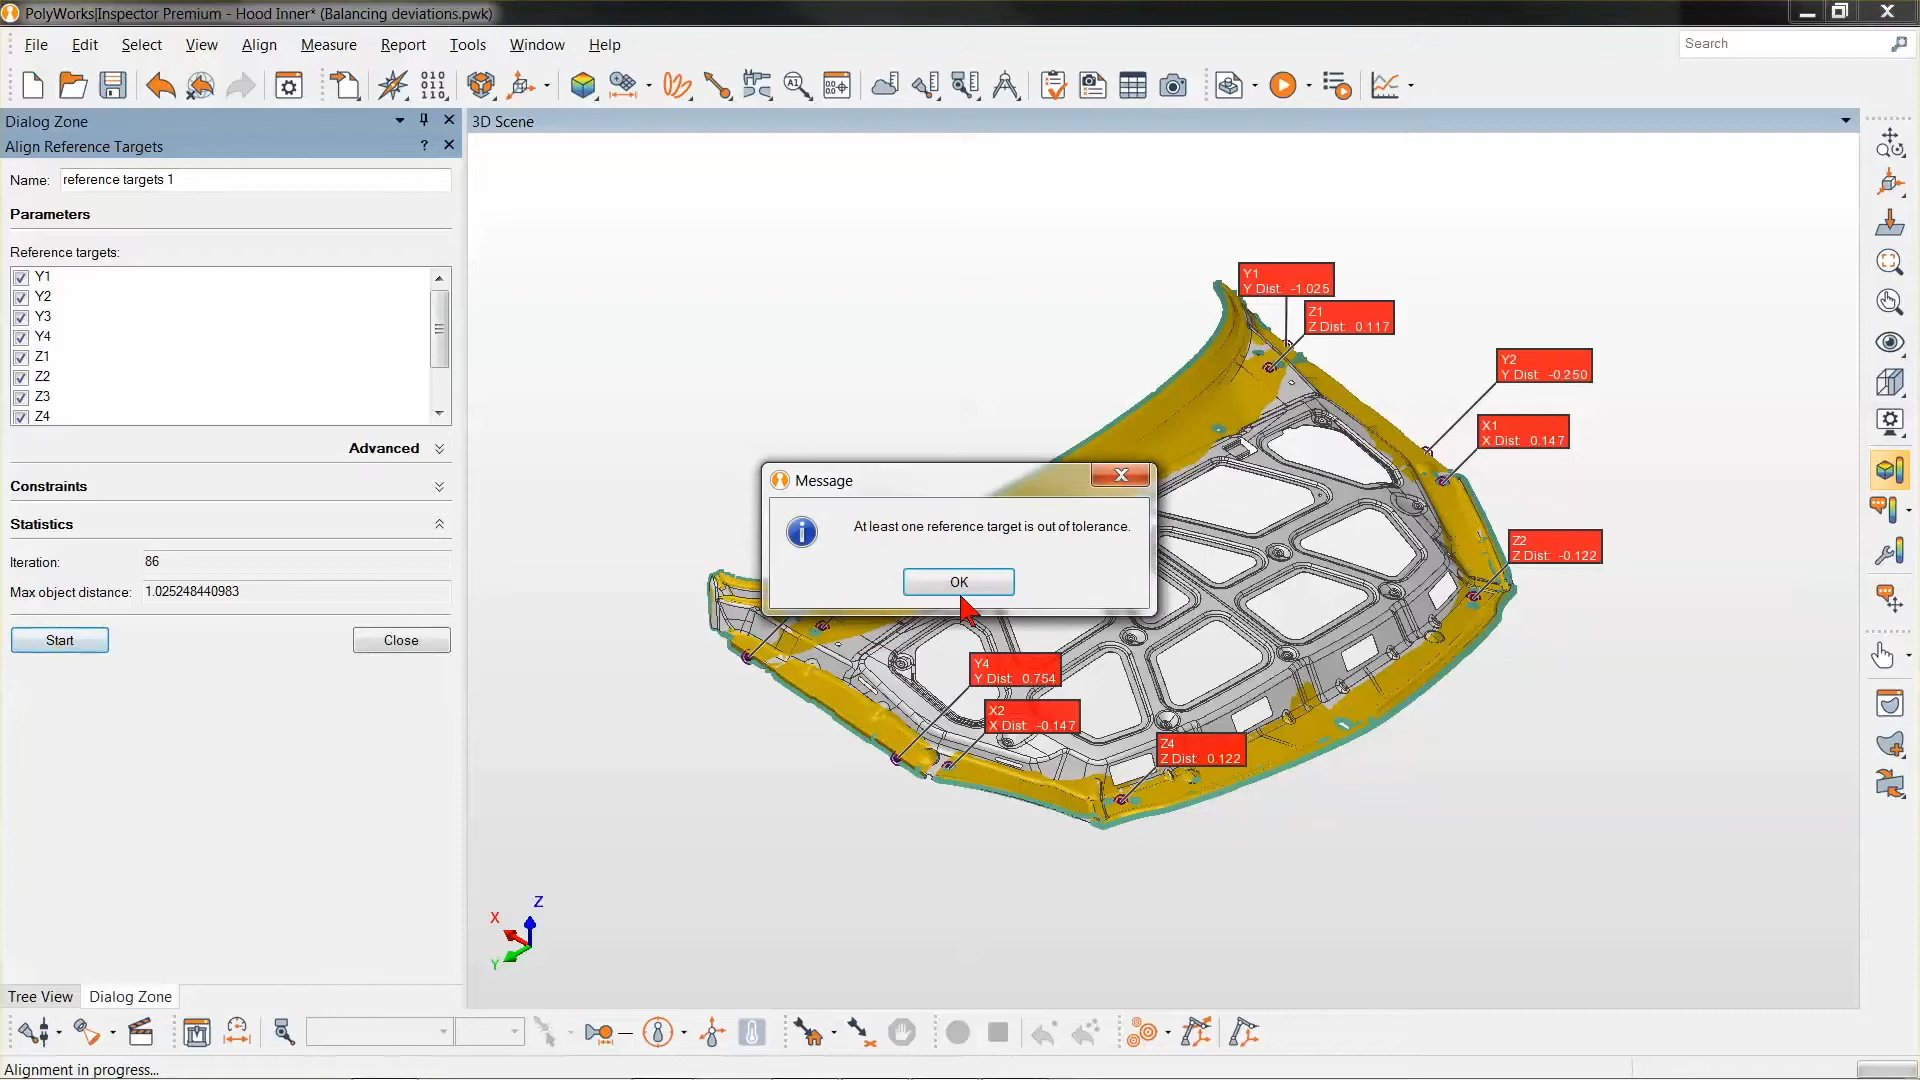 PolyWorks|Inspector Premium - Hood Inner* (Balancing deviations.pwk)
File Edit Select View Align Measure Report Tools Window Help
Search
Dialog Zone
Align Reference Targets
Name: reference targets 1
Parameters
Reference targets:
Y1
Y2
Y3
Y4
Z1
Z2
Z3
Z4
Advanced
Constraints
Statistics
Iteration: 86
Max object distance: 1.025248440983
Start Close
3D Scene
Y1
Y Dist: -1.025
Z1
Z Dist: 0.117
Y2
Y Dist: -0.250
X1
X Dist: 0.147
Z2
Z Dist: -0.122
Message
At least one reference target is out of tolerance.
OK
Y4
Y Dist: 0.754
X2
X Dist: -0.147
Z4
Z Dist: 0.122
Z
X
Y
Tree View Dialog Zone
Alignment in progress...